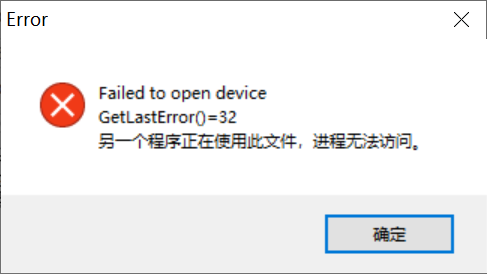 Error
Failed to open device
GetLastError()=32
另一个程序正在使用此文件，进程无法访问。
确定